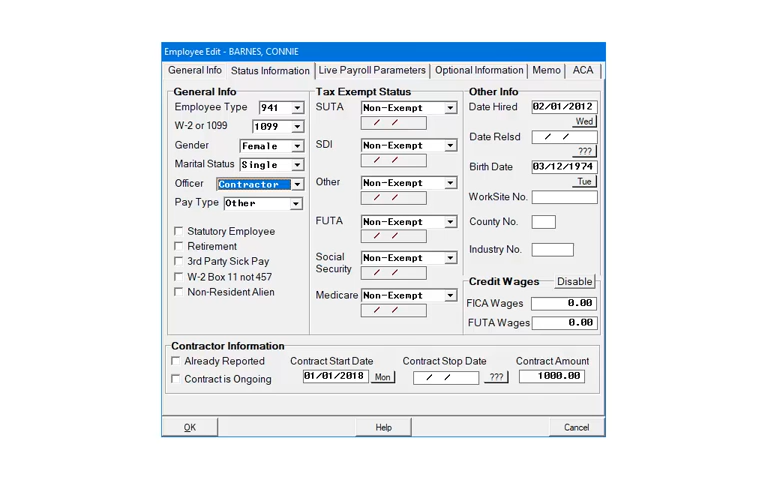 Employee Edit - BARNES, CONNIE
General Info Status Information Live Payroll Parameters Optional Information Memo ACA
General Info
Employee Type 941
W-2 or 1099 1099
Gender Female
Marital Status Single
Officer Contractor
Pay Type Other
Statutory Employee
Retirement
3rd Party Sick Pay
W-2 Box 11 not 457
Non-Resident Alien
Tax Exempt Status
SUTA Non-Exempt
/ /
SDI Non-Exempt
/ /
Other Non-Exempt
/ /
FUTA Non-Exempt
/ /
Social Security Non-Exempt
/ /
Medicare Non-Exempt
/ /
Other Info
Date Hired 02/01/2012
Wed
Date Relsd / /
???
Birth Date 03/12/1974
Tue
WorkSite No.
County No.
Industry No.
Credit Wages Disable
FICA Wages 0.00
FUTA Wages 0.00
Contractor Information
Already Reported Contract Start Date Contract Stop Date Contract Amount
Contract is Ongoing 01/01/2018 Mon / / ??? 1000.00
OK Help Cancel